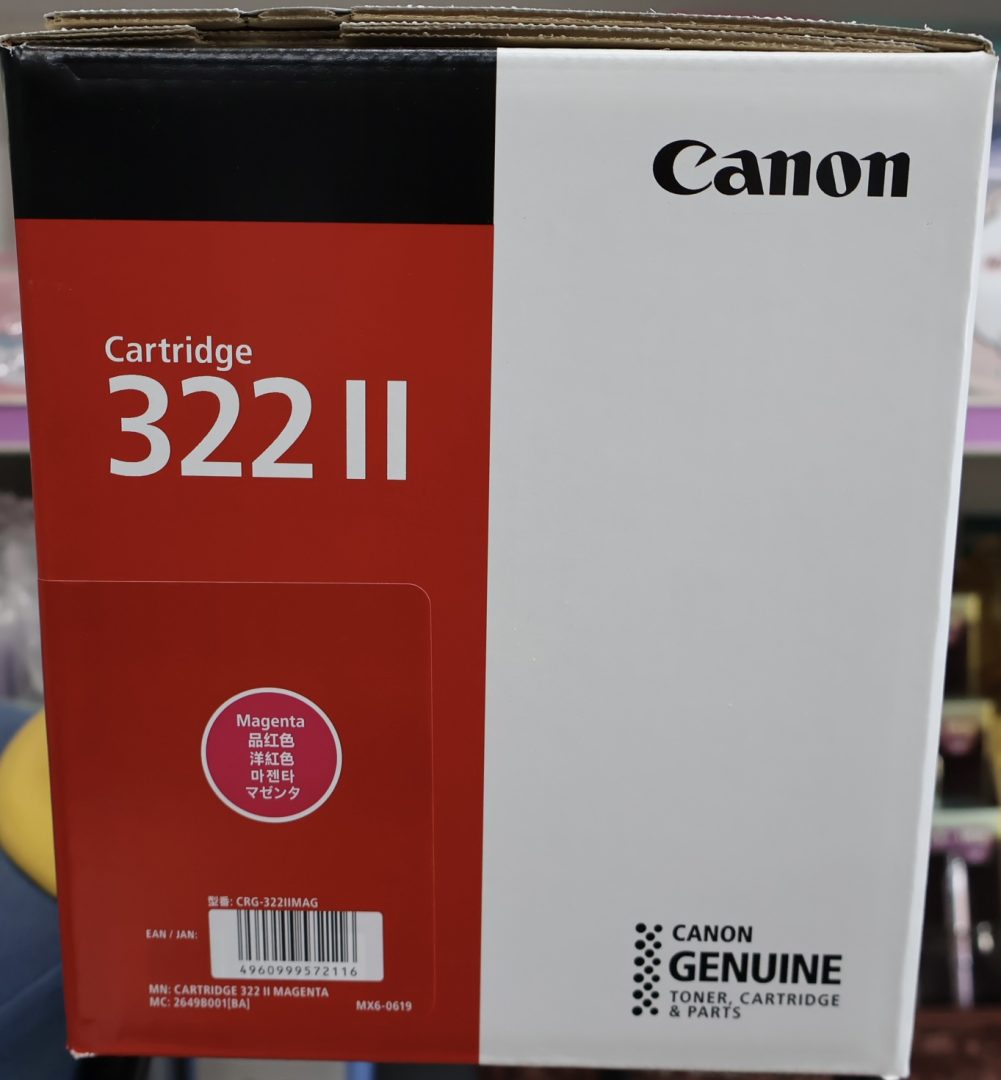 Canon
Cartridge
322 II
Magenta
品红色
洋紅色
마젠타
マゼンタ
型番: CRG-322IIMAG
EAN / JAN:
4960999572116
MN: CARTRIDGE 322 II MAGENTA
MC: 26498001[BA]
MX6-0619
CANON
GENUINE
TONER, CARTRIDGE
& PARTS